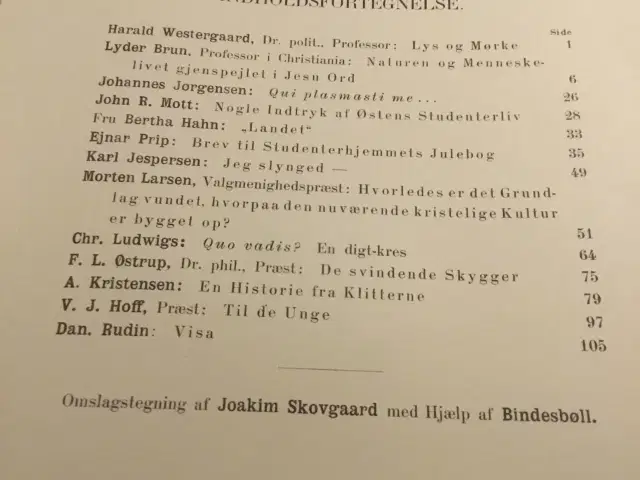 INDHOLDSFORTEGNELSE.
Side
Harald Westergaard, Dr. polit., Professor: Lys og Mørke 1
Lyder Brun, Professor i Christiania: Naturen og Menneske-
livet gjenspejlet i Jesu Ord 6
Johannes Jorgensen: Qui plasmasti me... 26
John R. Mott: Nogle Indtryk af Østens Studenterliv 28
Fru Bertha Hahn: „Landet“ 33
Ejnar Prip: Brev til Studenterhjemmets Julebog 35
Karl Jespersen: Jeg slynged — 49
Morten Larsen, Valgmenighedspræst: Hvorledes er det Grund-
lag vundet, hvorpaa den nuværende kristelige Kultur
er bygget op? 51
Chr. Ludwigs: Quo vadis? En digt-kres 64
F. L. Østrup, Dr. phil., Præst: De svindende Skygger 75
A. Kristensen: En Historie fra Klitterne 79
V. J. Hoff, Præst: Til de Unge 97
Dan. Rudin: Visa 105
Omslagstegning af Joakim Skovgaard med Hjælp af Bindesbøll.